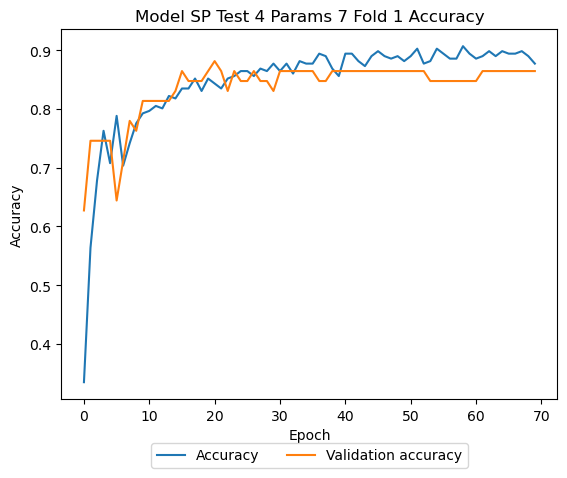 Model SP Test 4 Params 7 Fold 1 Accuracy
Accuracy
0.9
0.8
0.7
0.6
0.5
0.4
0 10 20 30 40 50 60 70
Epoch
Accuracy Validation accuracy